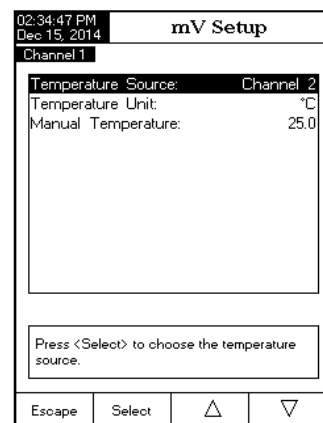 02:34:47 PM
Dec 15, 2014
mV Setup
Channel 1
Temperature Source: Channel 2
Temperature Unit: °C
Manual Temperature: 25.0
Press <Select> to choose the temperature
source.
Escape Select △ ▽